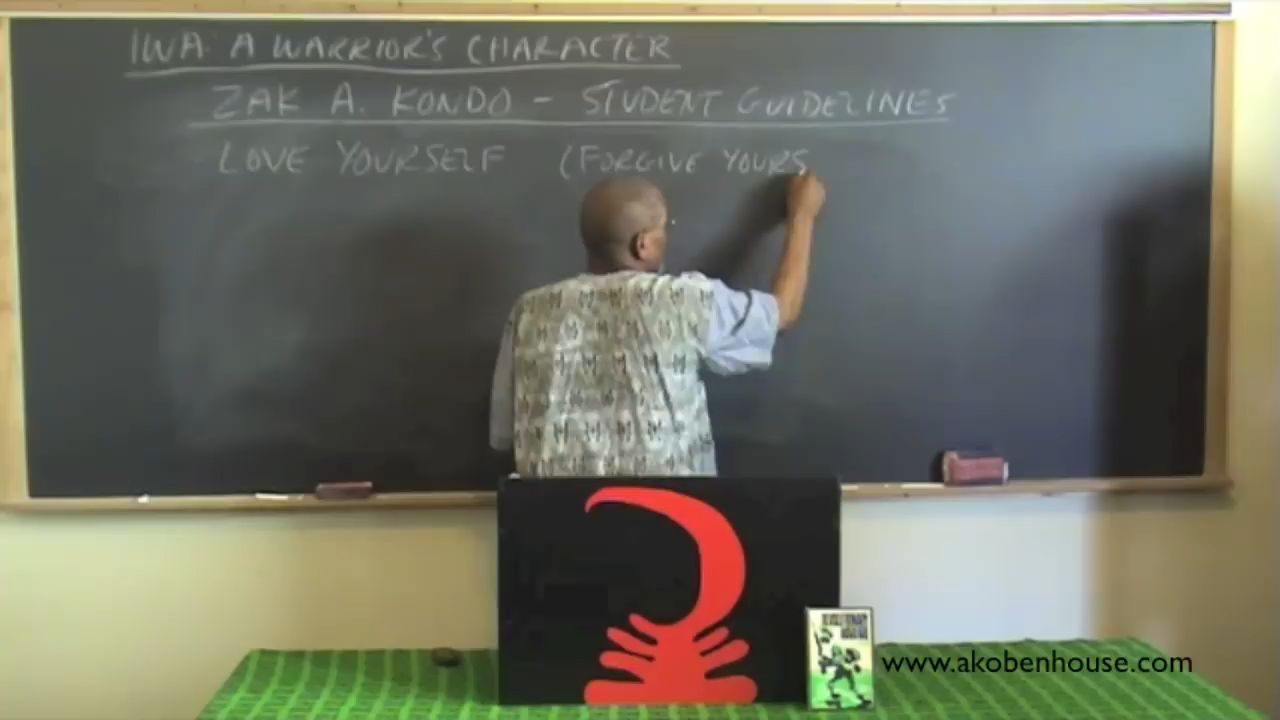 IWA: A WARRIOR'S CHARACTER
ZAK A. KONDO - STUDENT GUIDELINES
LOVE YOURSELF (FORGIVE YOURS
www.akobenhouse.com